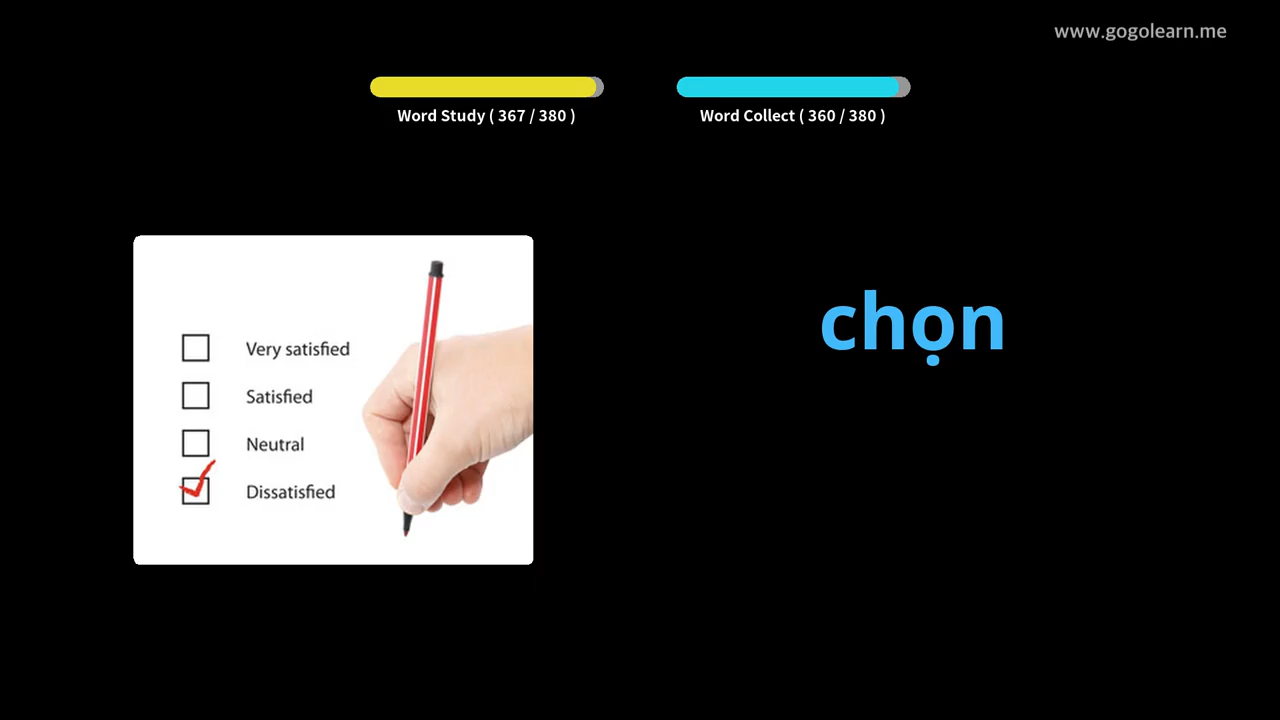 www.gogolearn.me
Word Study ( 367 / 380 )
Word Collect ( 360 / 380 )
chọn
Very satisfied
Satisfied
Neutral
Dissatisfied